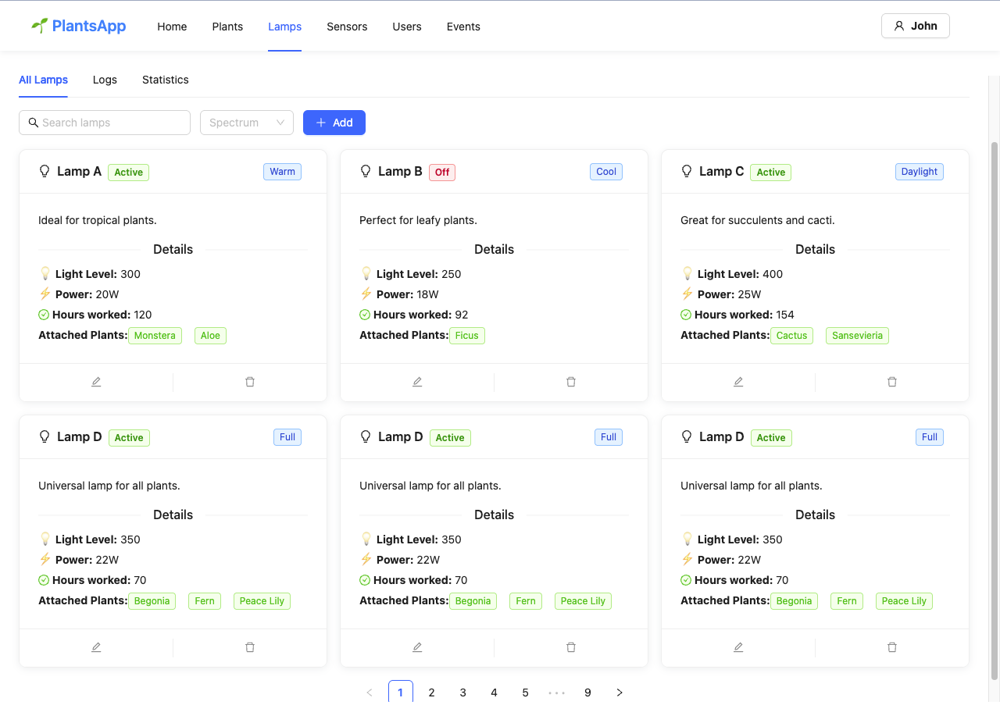 PlantsApp Home Plants Lamps Sensors Users Events John
All Lamps Logs Statistics
Search lamps Spectrum Add
Lamp A Active Warm
Ideal for tropical plants.
Details
Light Level: 300
Power: 20W
Hours worked: 120
Attached Plants: Monstera Aloe
Lamp B Off Cool
Perfect for leafy plants.
Details
Light Level: 250
Power: 18W
Hours worked: 92
Attached Plants: Ficus
Lamp C Active Daylight
Great for succulents and cacti.
Details
Light Level: 400
Power: 25W
Hours worked: 154
Attached Plants: Cactus Sansevieria
Lamp D Active Full
Universal lamp for all plants.
Details
Light Level: 350
Power: 22W
Hours worked: 70
Attached Plants: Begonia Fern Peace Lily
Lamp D Active Full
Universal lamp for all plants.
Details
Light Level: 350
Power: 22W
Hours worked: 70
Attached Plants: Begonia Fern Peace Lily
Lamp D Active Full
Universal lamp for all plants.
Details
Light Level: 350
Power: 22W
Hours worked: 70
Attached Plants: Begonia Fern Peace Lily
< 1 2 3 4 5 ••• 9 >